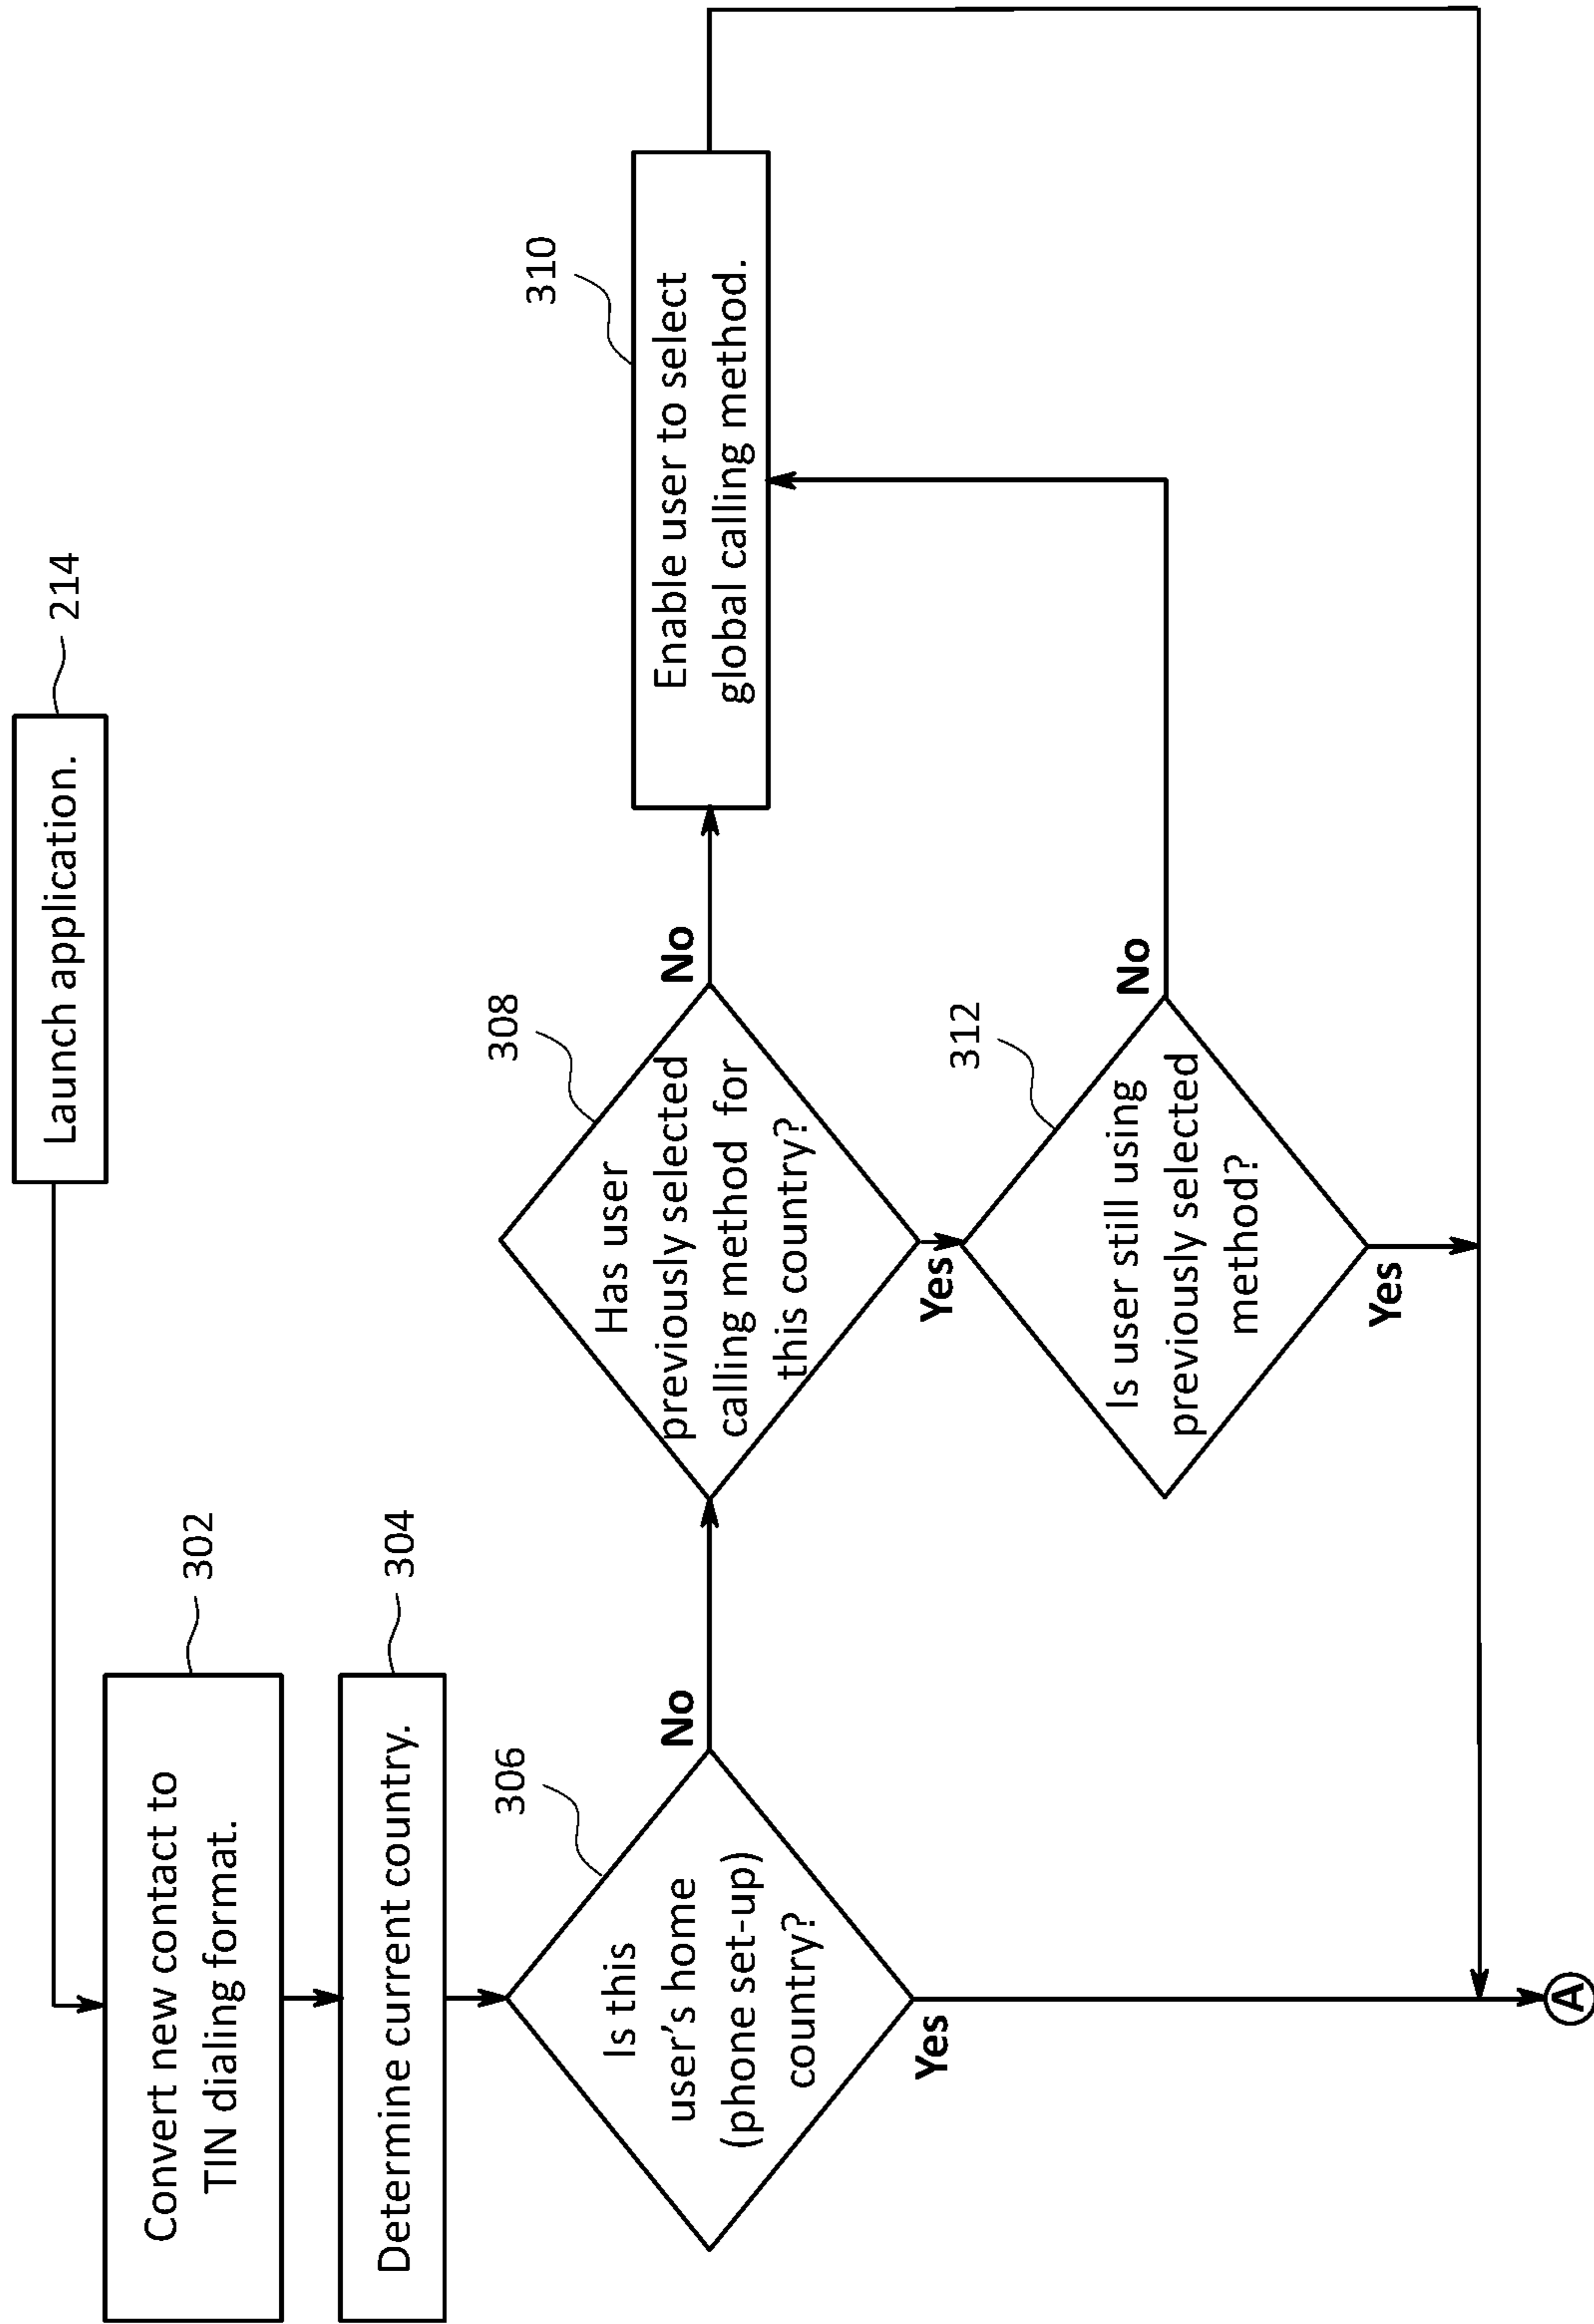 Launch application.
214
Convert new contact to
TIN dialing format.
302
Determine current country.
304
Is this
user's home
(phone set-up)
country?
306
No
Yes
Has user
previously selected
calling method for
this country?
308
No
Yes
Enable user to select
global calling method.
310
Is user still using
previously selected
method?
312
No
Yes
A